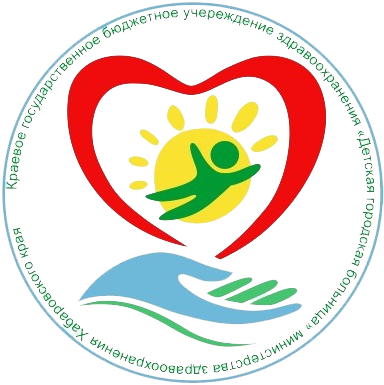 Краевое государственное бюджетное учереждение здравоохранения «Детская городская больница» министерства здравоохранения Хабаровского края